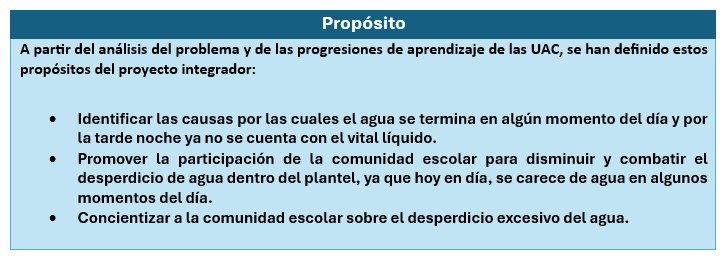 Propósito
A partir del análisis del problema y de las progresiones de aprendizaje de las UAC, se han definido estos
propósitos del proyecto integrador:
• Identificar las causas por las cuales el agua se termina en algún momento del día y por
la tarde noche ya no se cuenta con el vital líquido.
• Promover la participación de la comunidad escolar para disminuir y combatir el
desperdicio de agua dentro del plantel, ya que hoy en día, se carece de agua en algunos
momentos del día.
• Concientizar a la comunidad escolar sobre el desperdicio excesivo del agua.